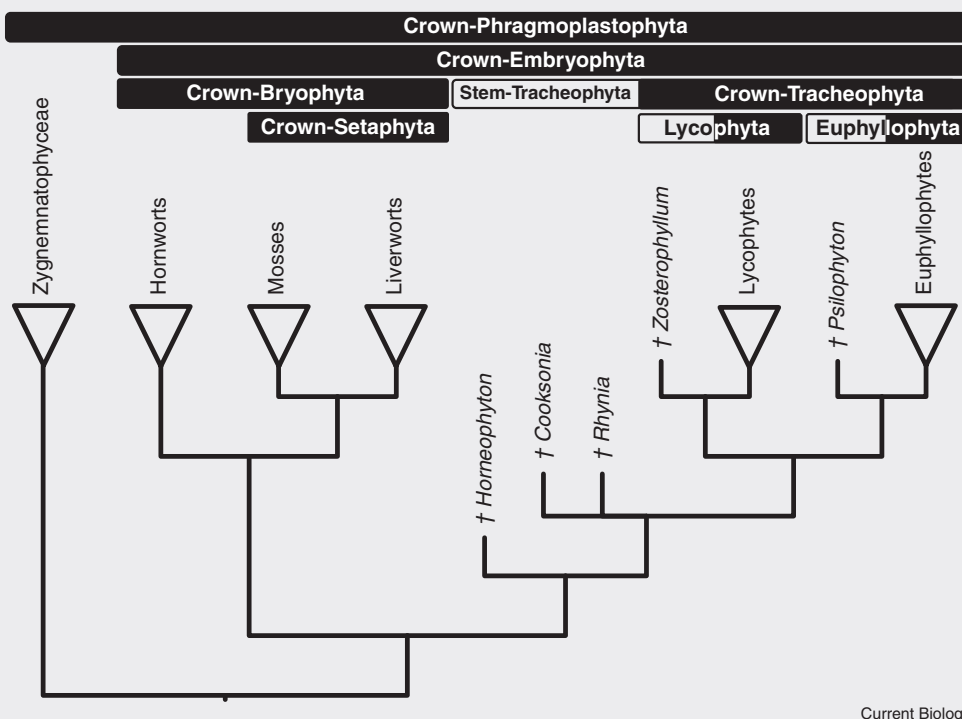 Crown-Phragmoplastophyta
Crown-Embryophyta
Crown-Bryophyta
Stem-Tracheophyta
Crown-Tracheophyta
Crown-Setaphyta
Lycophyta
Euphyllophyta
Zygnemnatophyceae
Hornworts
Mosses
Liverworts
† Horneophyton
† Cooksonia
† Rhynia
† Zosterophyllum
Lycophytes
† Psilophyton
Euphyllophytes
Current Biolog